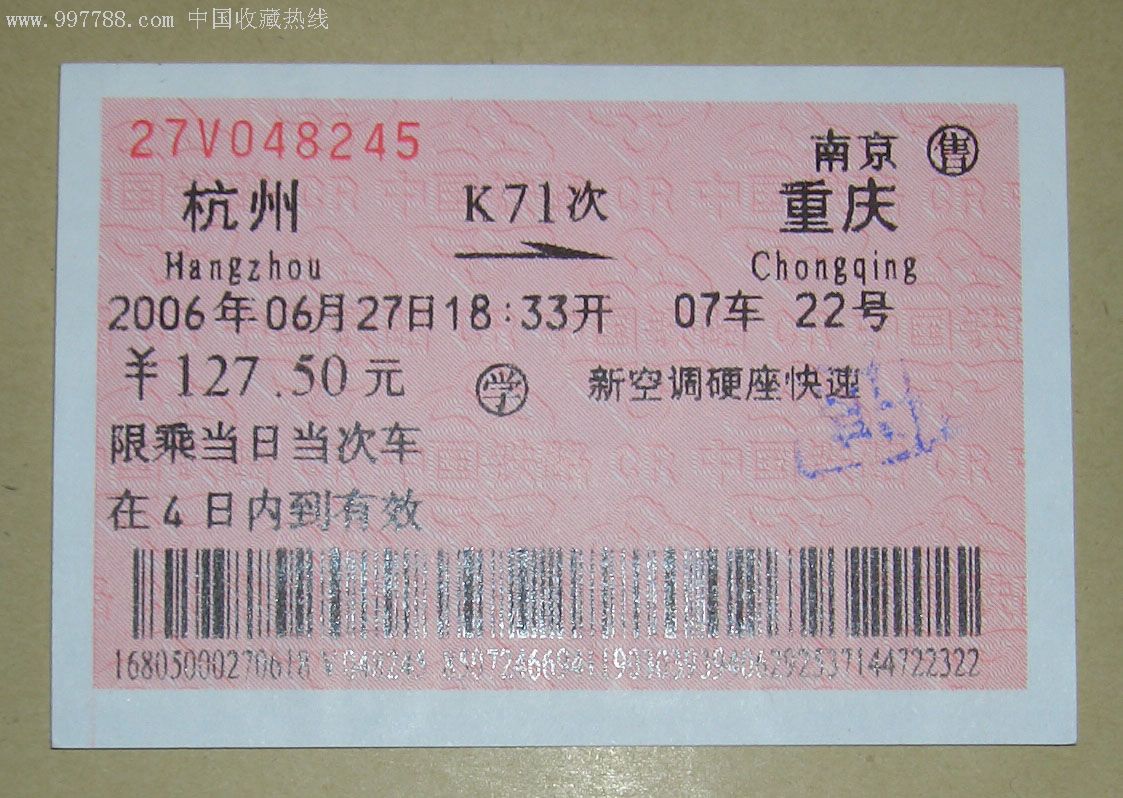 www.997788.com 中国收藏热线
27V048245
南京 售
杭州 K71次 重庆
Hangzhou Chongqing
2006年06月27日18:33开 07车 22号
￥127.50元 学 新空调硬座快速
限乘当日当次车
在4日内到有效
16805000270618 V048245